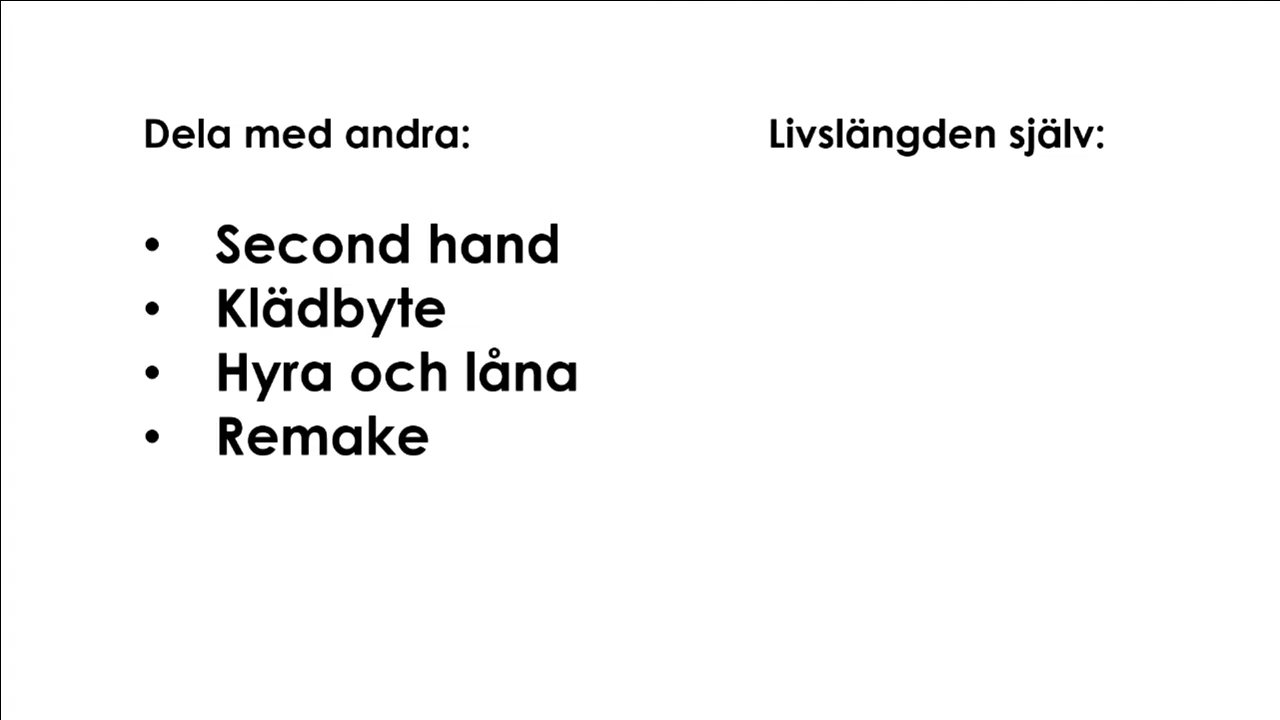 Dela med andra:
Livslängden själv:
• Second hand
• Klädbyte
• Hyra och låna
• Remake